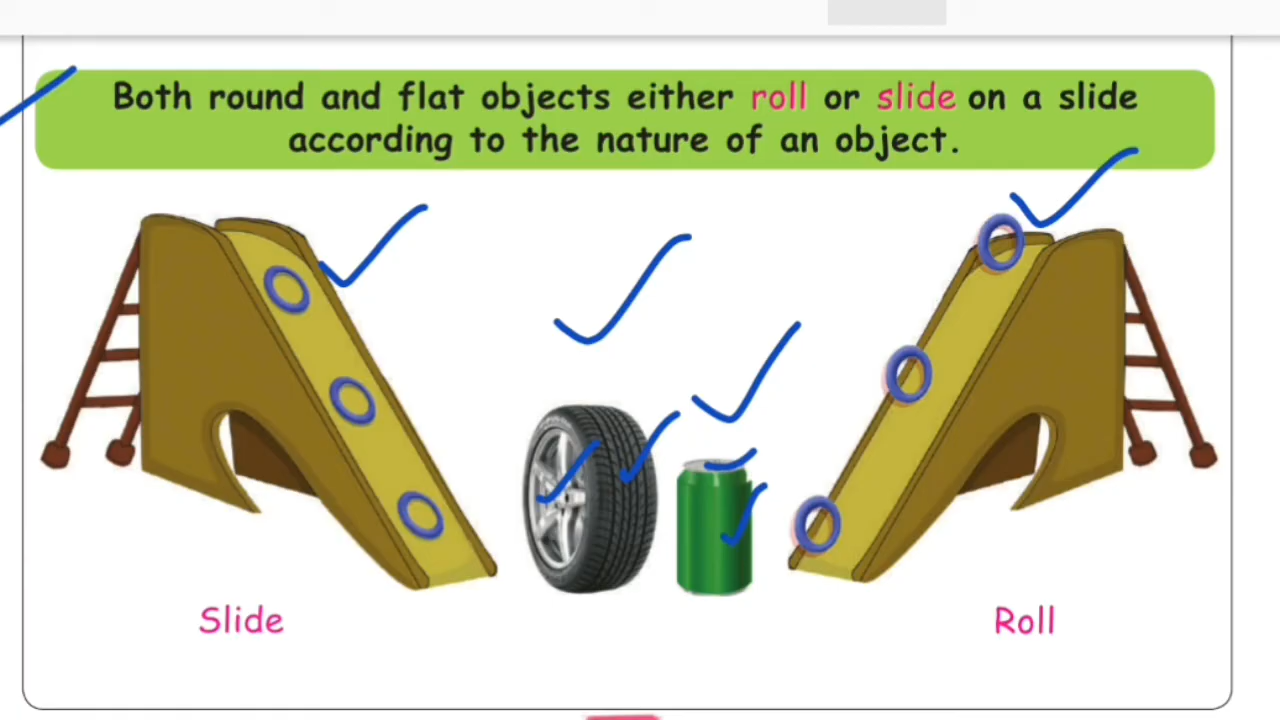 Both round and flat objects either roll or slide on a slide
according to the nature of an object.
Slide
Roll